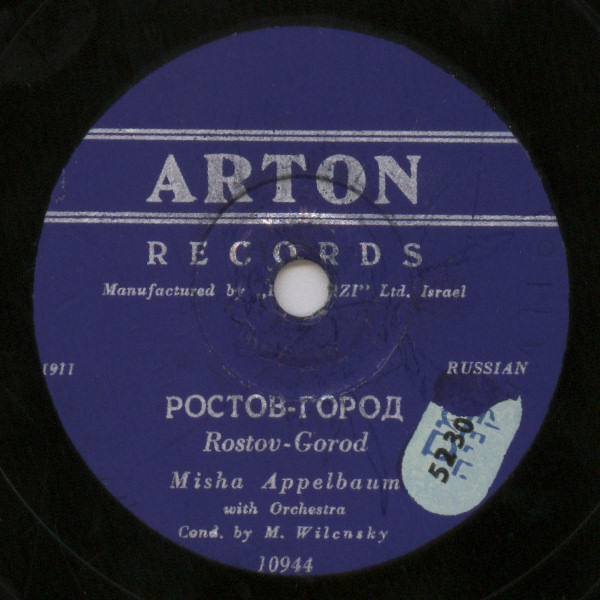 ARTON
RECORDS
Manufactured by RZI" Ltd. Israel
1911
RUSSIAN
РОСТОВ-ГОРОД
Rostov-Gorod
Misha Appelbaum
with Orchestra
Cond. by M. Wilensky
10944
5230